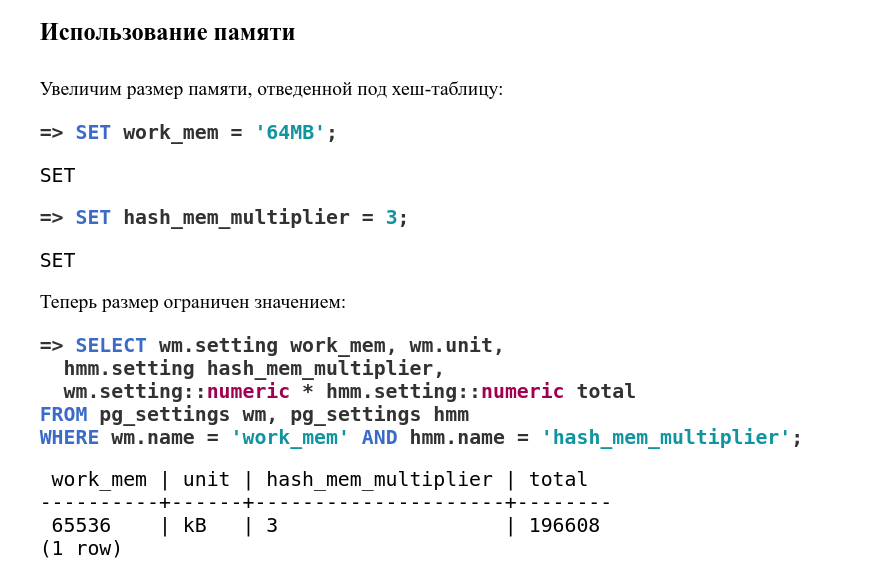 Использование памяти
Увеличим размер памяти, отведенной под хеш-таблицу:
=> SET work_mem = '64MB';
SET
=> SET hash_mem_multiplier = 3;
SET
Теперь размер ограничен значением:
=> SELECT wm.setting work_mem, wm.unit,
  hmm.setting hash_mem_multiplier,
  wm.setting::numeric * hmm.setting::numeric total
FROM pg_settings wm, pg_settings hmm
WHERE wm.name = 'work_mem' AND hmm.name = 'hash_mem_multiplier';
 work_mem | unit | hash_mem_multiplier | total
----------+------+---------------------+--------
 65536    | kB   | 3                   | 196608
(1 row)